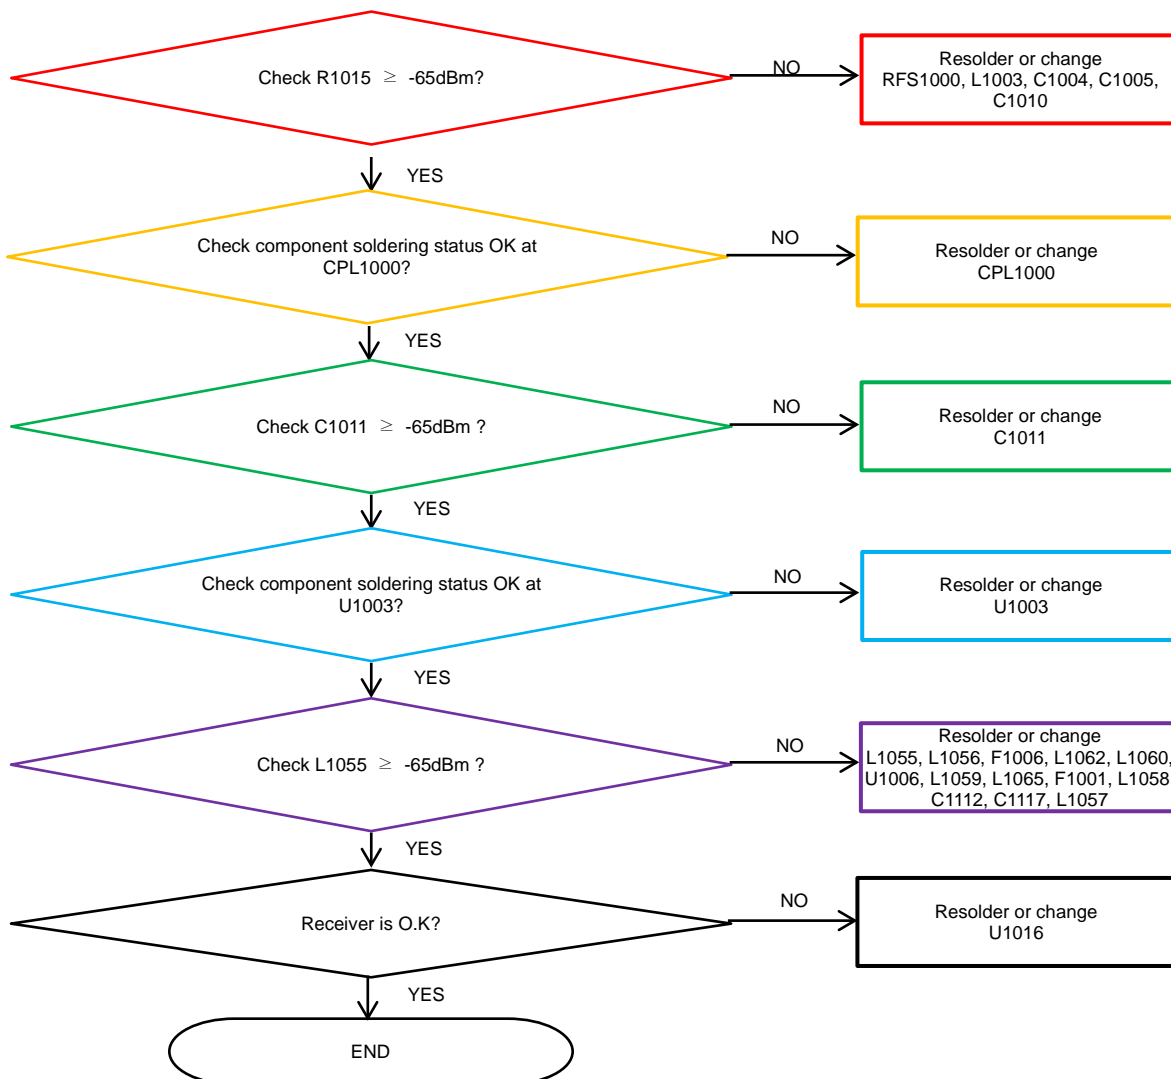 Check R1015 ≥ -65dBm?
NO
Resolder or change
RFS1000, L1003, C1004, C1005,
C1010
YES
Check component soldering status OK at
CPL1000?
NO
Resolder or change
CPL1000
YES
Check C1011 ≥ -65dBm ?
NO
Resolder or change
C1011
YES
Check component soldering status OK at
U1003?
NO
Resolder or change
U1003
YES
Check L1055 ≥ -65dBm ?
NO
Resolder or change
L1055, L1056, F1006, L1062, L1060,
U1006, L1059, L1065, F1001, L1058
C1112, C1117, L1057
YES
Receiver is O.K?
NO
Resolder or change
U1016
YES
END